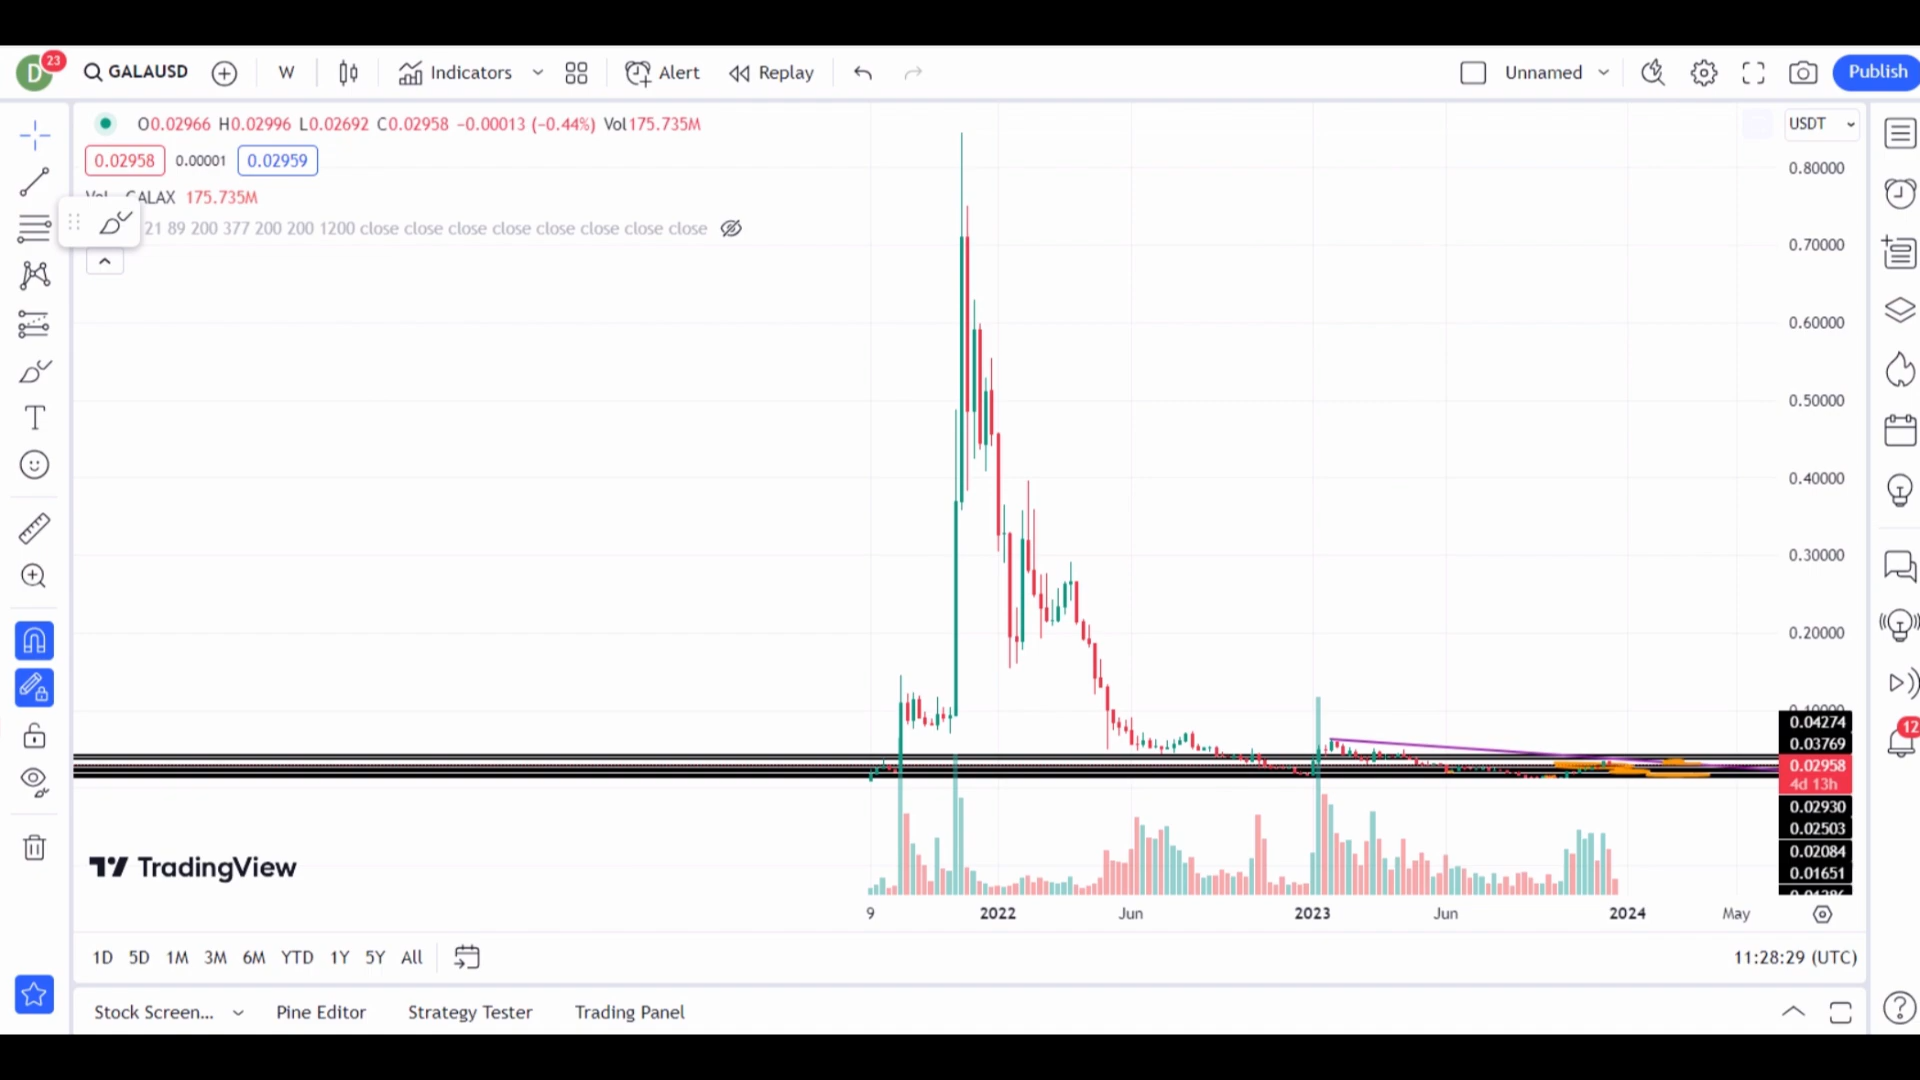 D 23 GALAUSD W Indicators Alert Replay Unnamed Publish
O0.02966 H0.02996 L0.02692 C0.02958 −0.00013 (−0.44%) Vol175.735M
USDT
0.02958 0.00001 0.02959
GALAX 175.735M
21 89 200 377 200 200 1200 close close close close close close close close
0.80000
0.70000
0.60000
0.50000
0.40000
0.30000
0.20000
0.04274
0.03769
0.02958
4d 13h
0.02930
0.02503
0.02084
0.01651
12
TradingView
9 2022 Jun 2023 Jun 2024 May
1D 5D 1M 3M 6M YTD 1Y 5Y All 11:28:29 (UTC)
Stock Screen... Pine Editor Strategy Tester Trading Panel